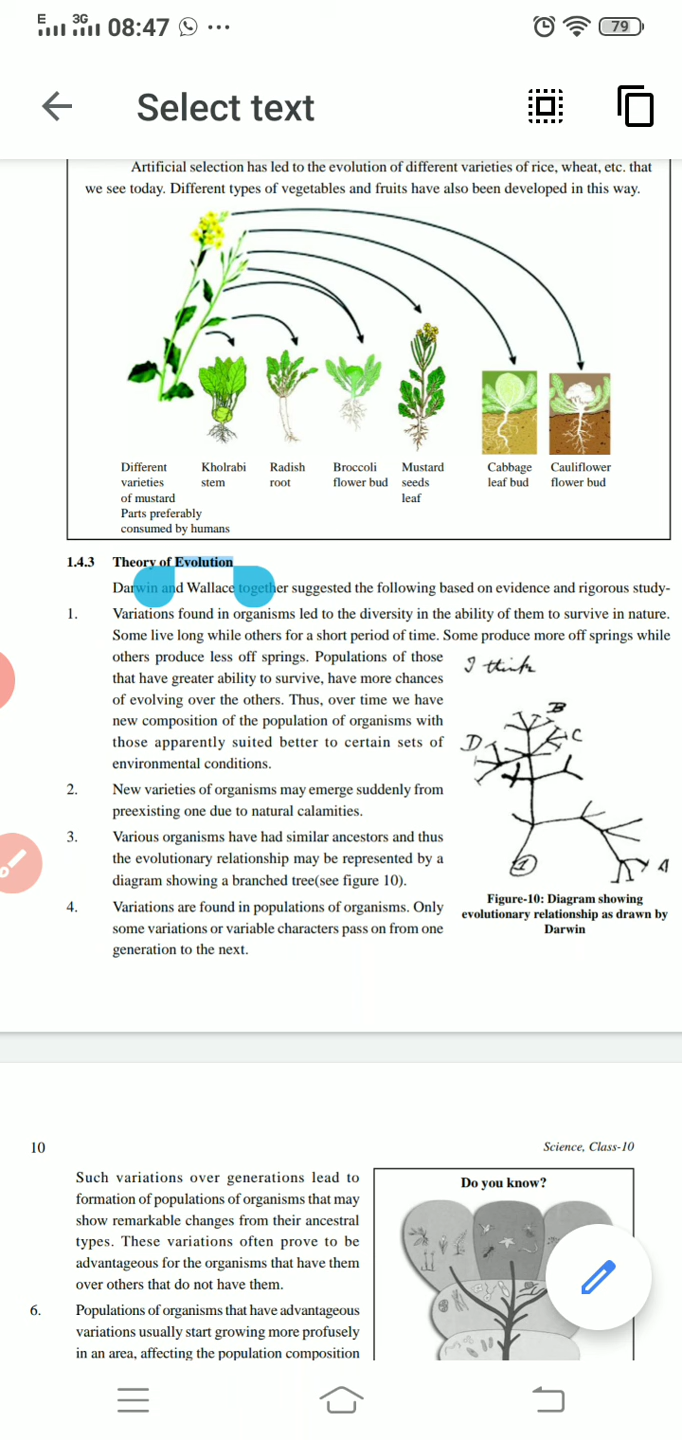 E 3G 08:47 ... 79
Select text
Artificial selection has led to the evolution of different varieties of rice, wheat, etc. that
we see today. Different types of vegetables and fruits have also been developed in this way.
Different Kholrabi Radish Broccoli Mustard Cabbage Cauliflower
varieties stem root flower bud seeds leaf bud flower bud
of mustard leaf
Parts preferably
consumed by humans
1.4.3 Theory of Evolution
Darwin and Wallace together suggested the following based on evidence and rigorous study-
1. Variations found in organisms led to the diversity in the ability of them to survive in nature.
Some live long while others for a short period of time. Some produce more off springs while
others produce less off springs. Populations of those
that have greater ability to survive, have more chances
of evolving over the others. Thus, over time we have
new composition of the population of organisms with
those apparently suited better to certain sets of
environmental conditions.
2. New varieties of organisms may emerge suddenly from
preexisting one due to natural calamities.
3. Various organisms have had similar ancestors and thus
the evolutionary relationship may be represented by a
diagram showing a branched tree(see figure 10).
4. Variations are found in populations of organisms. Only
some variations or variable characters pass on from one
generation to the next.
I think
B
D C
A
1
Figure-10: Diagram showing
evolutionary relationship as drawn by
Darwin
10 Science, Class-10
Such variations over generations lead to
formation of populations of organisms that may
show remarkable changes from their ancestral
types. These variations often prove to be
advantageous for the organisms that have them
over others that do not have them.
6. Populations of organisms that have advantageous
variations usually start growing more profusely
in an area, affecting the population composition
Do you know?